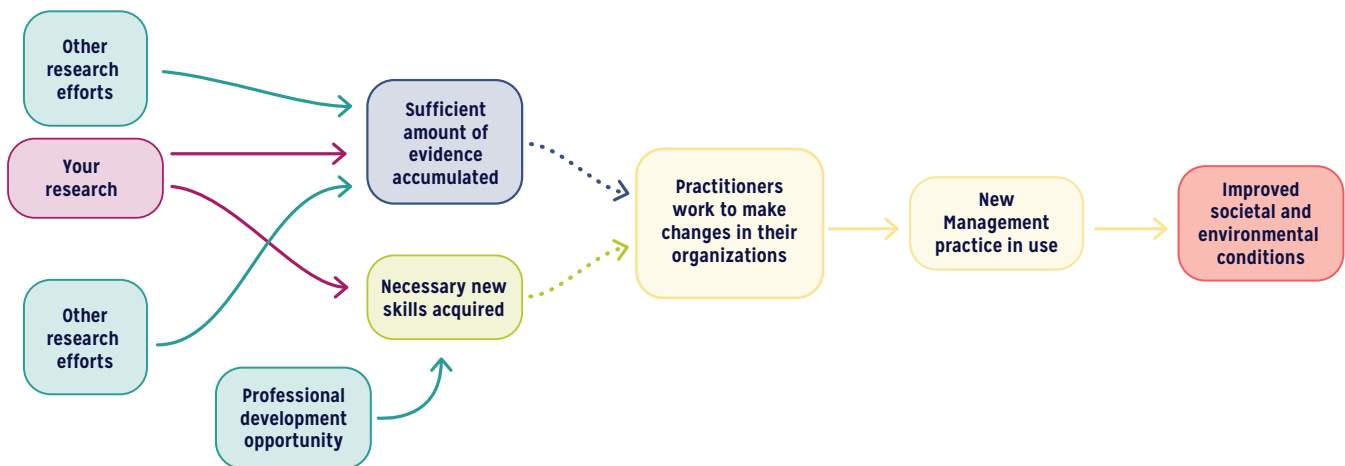 Other
research
efforts
Your
research
Other
research
efforts
Professional
development
opportunity
Sufficient
amount of
evidence
accumulated
Necessary new
skills acquired
Practitioners
work to make
changes in their
organizations
New
Management
practice in use
Improved
societal and
environmental
conditions